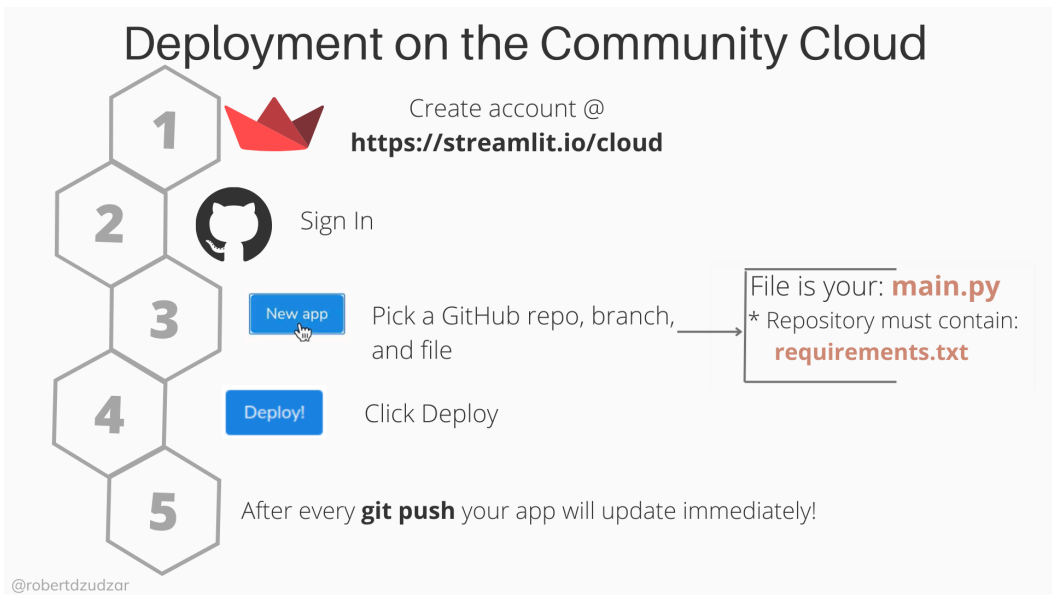 Deployment on the Community Cloud
1
Create account @
https://streamlit.io/cloud
2
Sign In
3
New app
Pick a GitHub repo, branch,
and file
File is your: main.py
* Repository must contain:
requirements.txt
4
Deploy!
Click Deploy
5
After every git push your app will update immediately!
@robertdzudzar